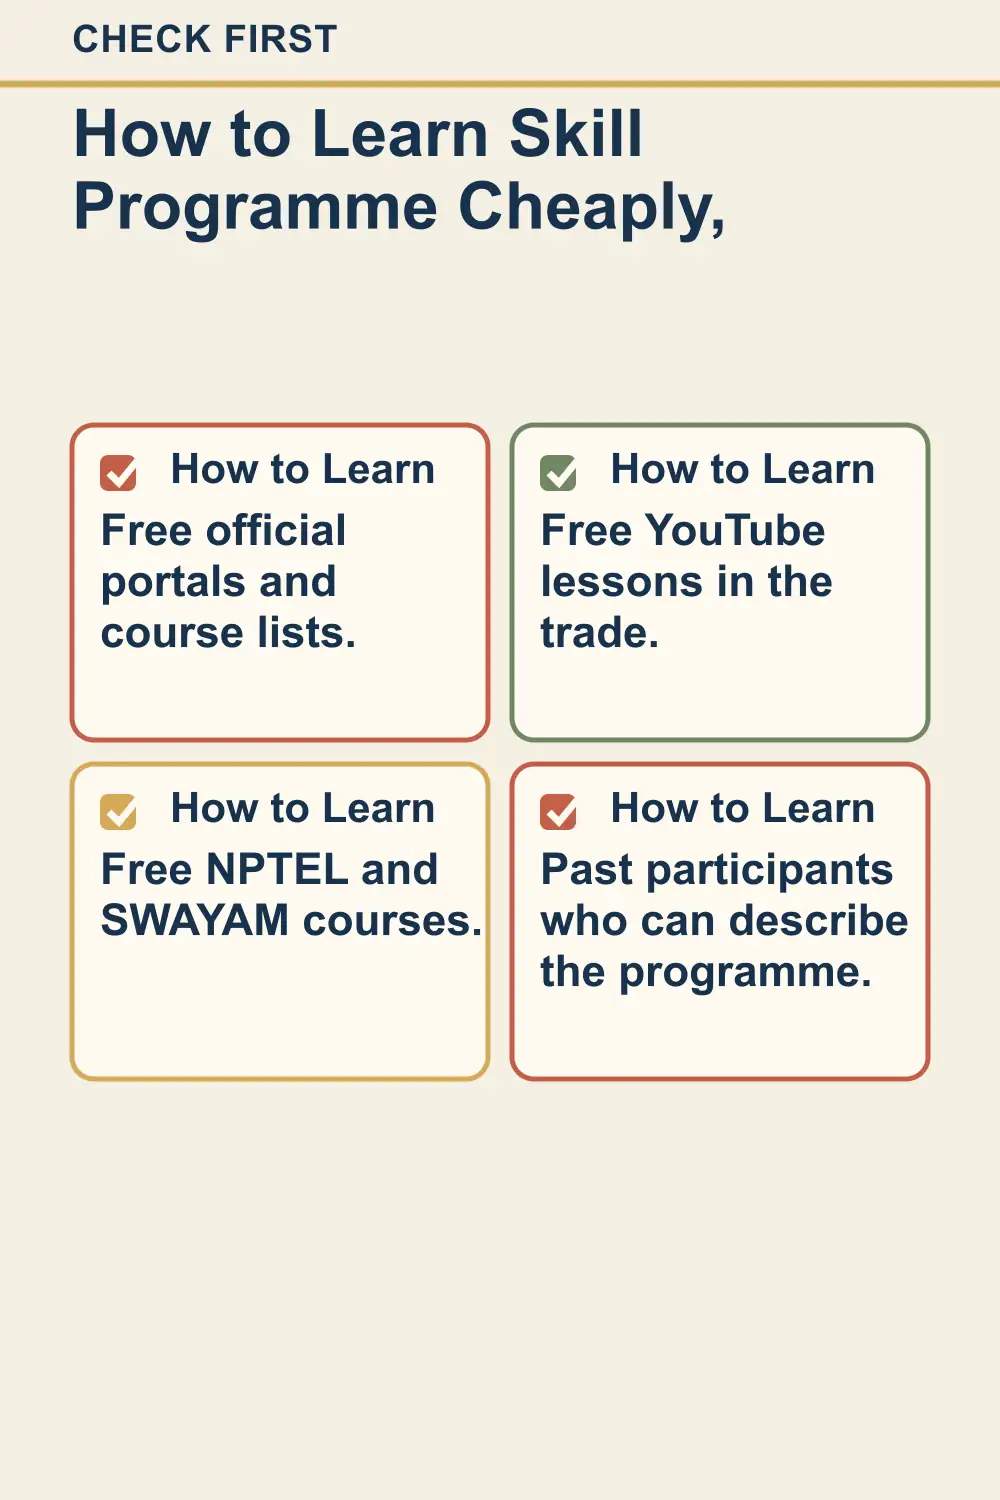 CHECK FIRST
How to Learn Skill
Programme Cheaply,
How to Learn
Free official
portals and
course lists.
How to Learn
Free YouTube
lessons in the
trade.
How to Learn
Free NPTEL and
SWAYAM courses.
How to Learn
Past participants
who can describe
the programme.